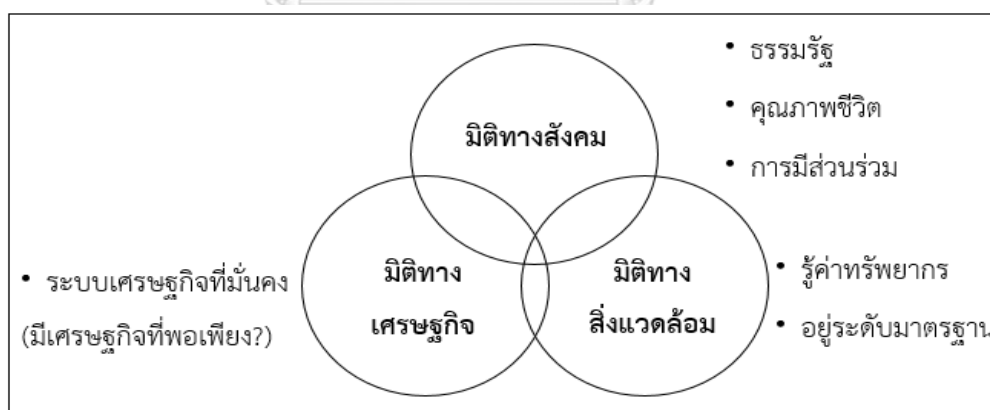 • ธรรมรัฐ
• คุณภาพชีวิต
• การมีส่วนร่วม
มิติทางสังคม
• ระบบเศรษฐกิจที่มั่นคง
(มีเศรษฐกิจที่พอเพียง?)
มิติทาง
เศรษฐกิจ
มิติทาง
สิ่งแวดล้อม
• รู้ค่าทรัพยากร
• อยู่ระดับมาตรฐาน